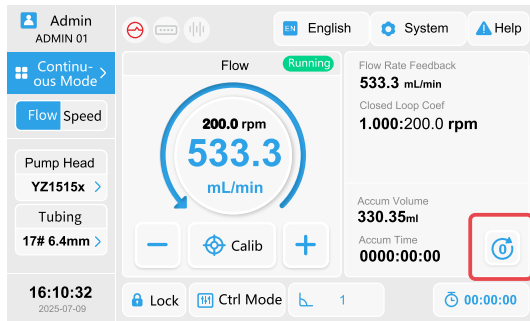 Admin
ADMIN 01
EN English
System
Help
Continu-
ous Mode
Flow Speed
Pump Head
YZ1515x
Tubing
17# 6.4mm
16:10:32
2025-07-09
Flow
Running
200.0 rpm
533.3
mL/min
Calib
Flow Rate Feedback
533.3 mL/min
Closed Loop Coef
1.000:200.0 rpm
Accum Volume
330.35ml
Accum Time
0000:00:00
0
Lock
Ctrl Mode
1
00:00:00